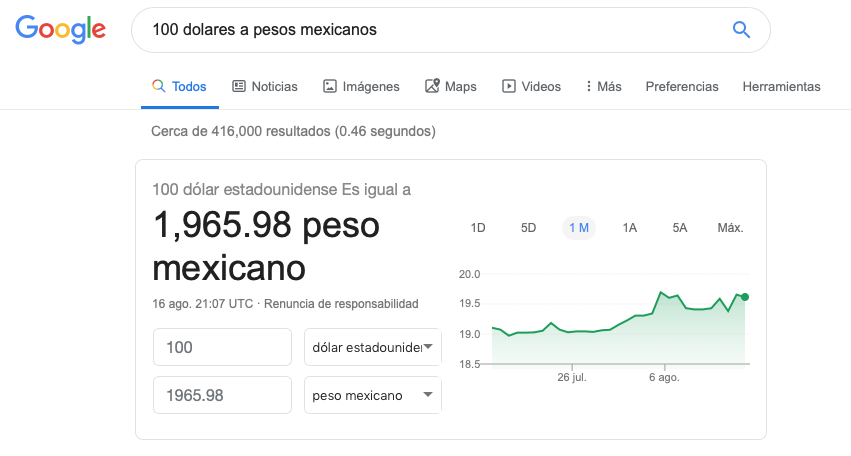 Google
100 dolares a pesos mexicanos
Todos Noticias Imágenes Maps Videos Más Preferencias Herramientas
Cerca de 416,000 resultados (0.46 segundos)
100 dólar estadounidense Es igual a
1,965.98 peso
mexicano
16 ago. 21:07 UTC · Renuncia de responsabilidad
100 dólar estadounide
1965.98 peso mexicano
1D 5D 1 M 1A 5A Máx.
20.0
19.5
19.0
18.5
26 jul. 6 ago.